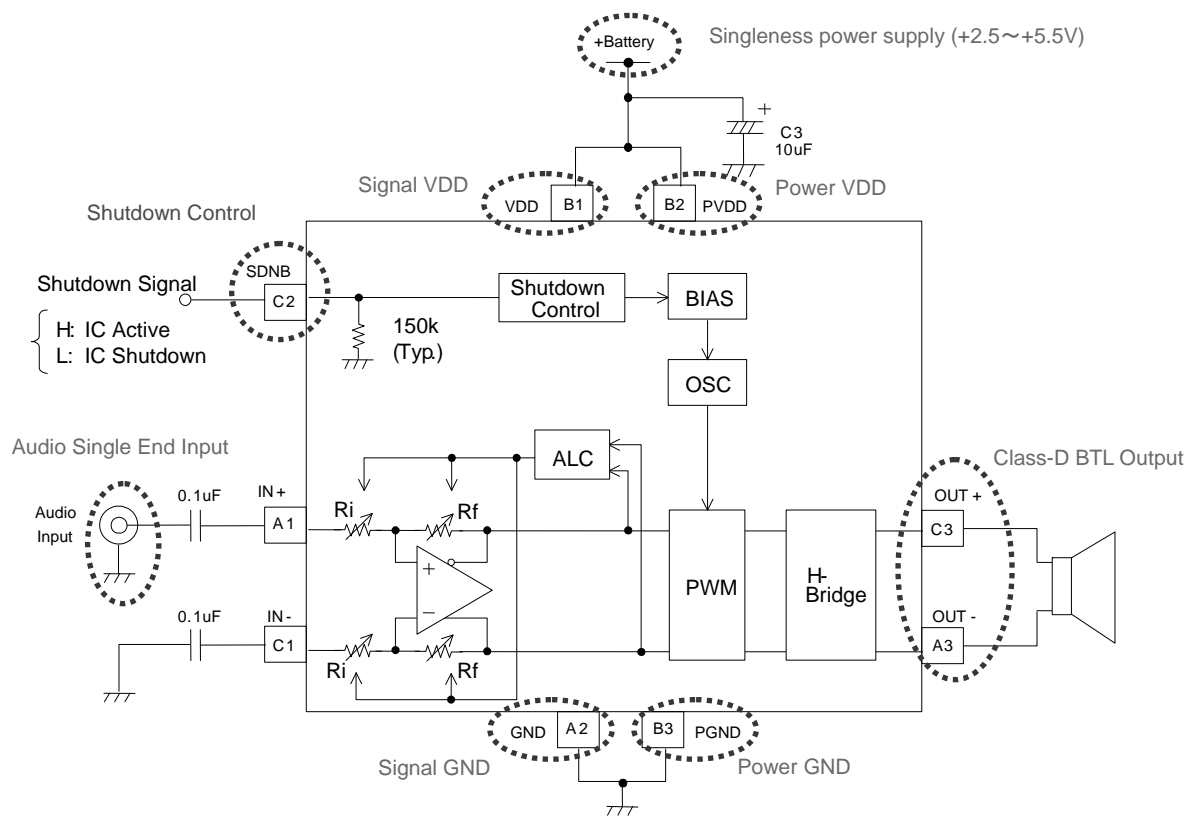 +Battery
Singleness power supply (+2.5～+5.5V)
+
C3
10uF
Signal VDD
Power VDD
VDD
B1
B2
PVDD
Shutdown Control
SDNB
Shutdown Signal
C2
H: IC Active
L: IC Shutdown
150k
(Typ.)
Shutdown
Control
BIAS
OSC
Audio Single End Input
ALC
Class-D BTL Output
Audio
Input
0.1uF
IN+
A1
Ri
Rf
+
−
PWM
H-
Bridge
OUT+
C3
0.1uF
IN-
C1
Ri
Rf
OUT-
A3
GND
A2
B3
PGND
Signal GND
Power GND